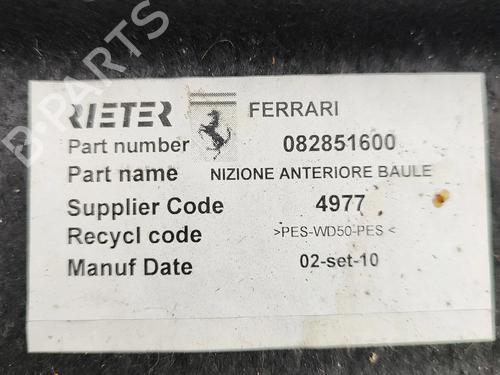 RIETER FERRARI
Part number 082851600
Part name NIZIONE ANTERIORE BAULE
Supplier Code 4977
Recycl code >PES-WD50-PES<
Manuf Date 02-set-10
B-PARTS